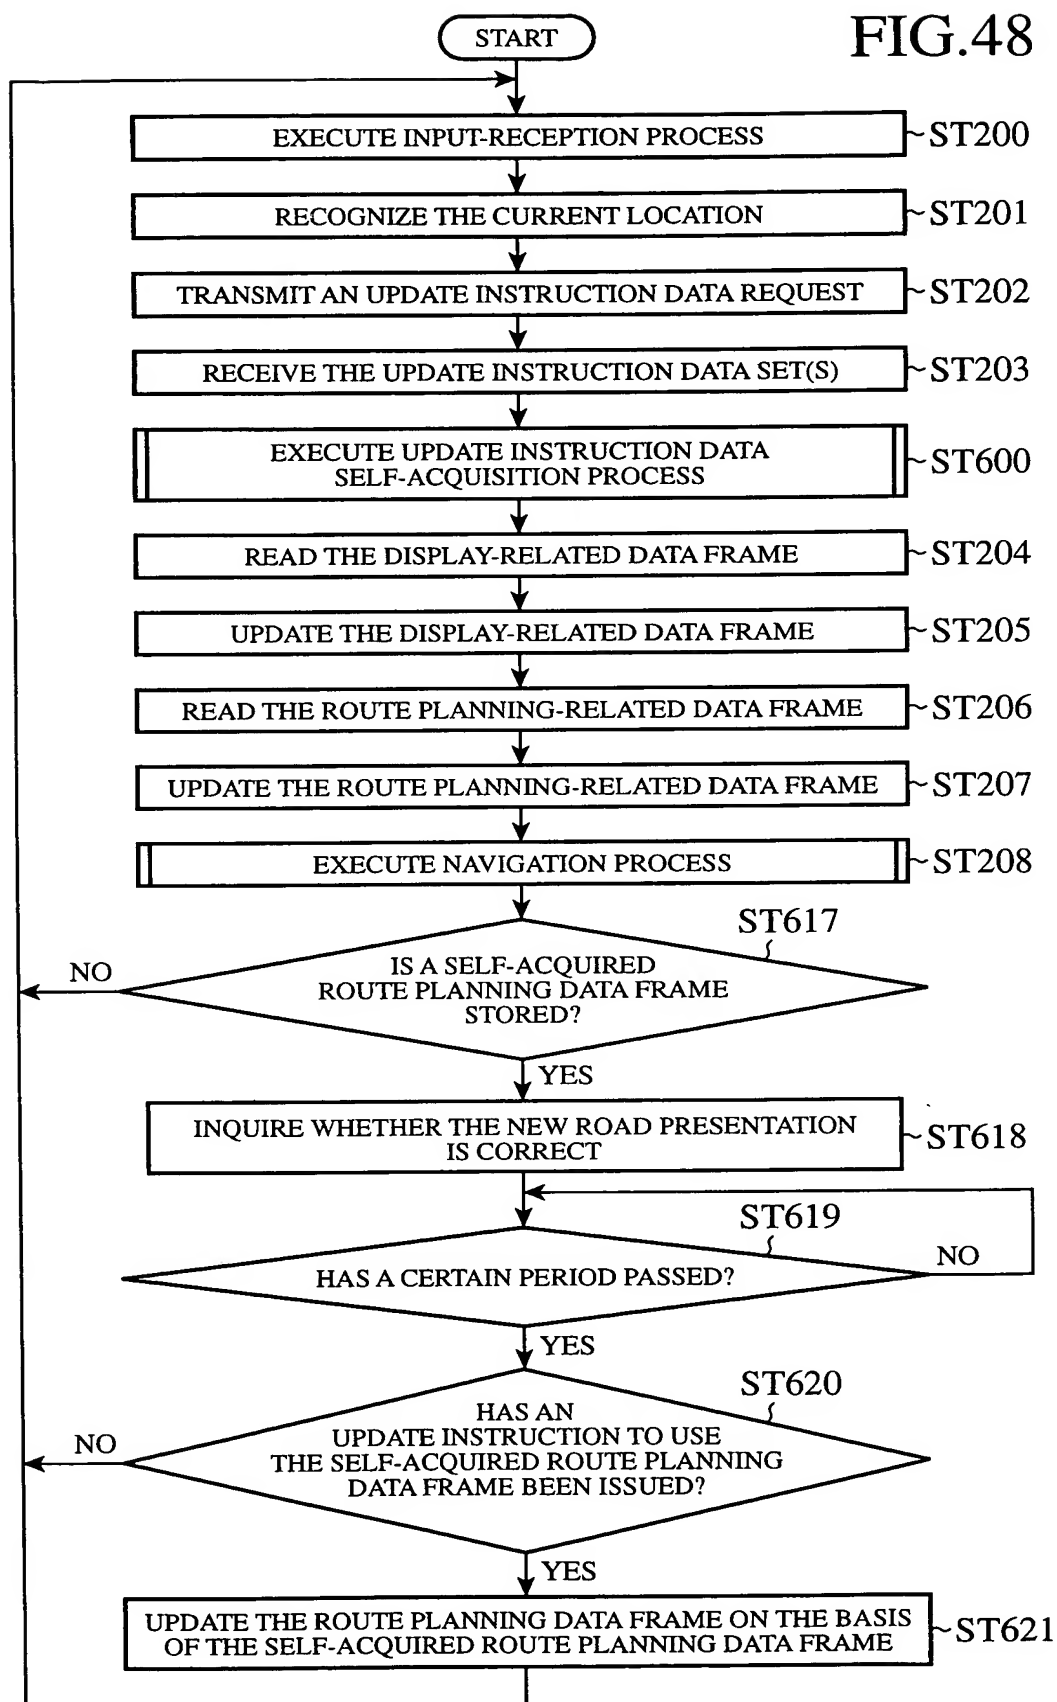 FIG.48
START
EXECUTE INPUT-RECEPTION PROCESS
ST200
RECOGNIZE THE CURRENT LOCATION
ST201
TRANSMIT AN UPDATE INSTRUCTION DATA REQUEST
ST202
RECEIVE THE UPDATE INSTRUCTION DATA SET(S)
ST203
EXECUTE UPDATE INSTRUCTION DATA
SELF-ACQUISITION PROCESS
ST600
READ THE DISPLAY-RELATED DATA FRAME
ST204
UPDATE THE DISPLAY-RELATED DATA FRAME
ST205
READ THE ROUTE PLANNING-RELATED DATA FRAME
ST206
UPDATE THE ROUTE PLANNING-RELATED DATA FRAME
ST207
EXECUTE NAVIGATION PROCESS
ST208
ST617
IS A SELF-ACQUIRED
ROUTE PLANNING DATA FRAME
STORED?
NO
YES
INQUIRE WHETHER THE NEW ROAD PRESENTATION
IS CORRECT
ST618
ST619
HAS A CERTAIN PERIOD PASSED?
NO
YES
ST620
HAS AN
UPDATE INSTRUCTION TO USE
THE SELF-ACQUIRED ROUTE PLANNING
DATA FRAME BEEN ISSUED?
NO
YES
UPDATE THE ROUTE PLANNING DATA FRAME ON THE BASIS
OF THE SELF-ACQUIRED ROUTE PLANNING DATA FRAME
ST621